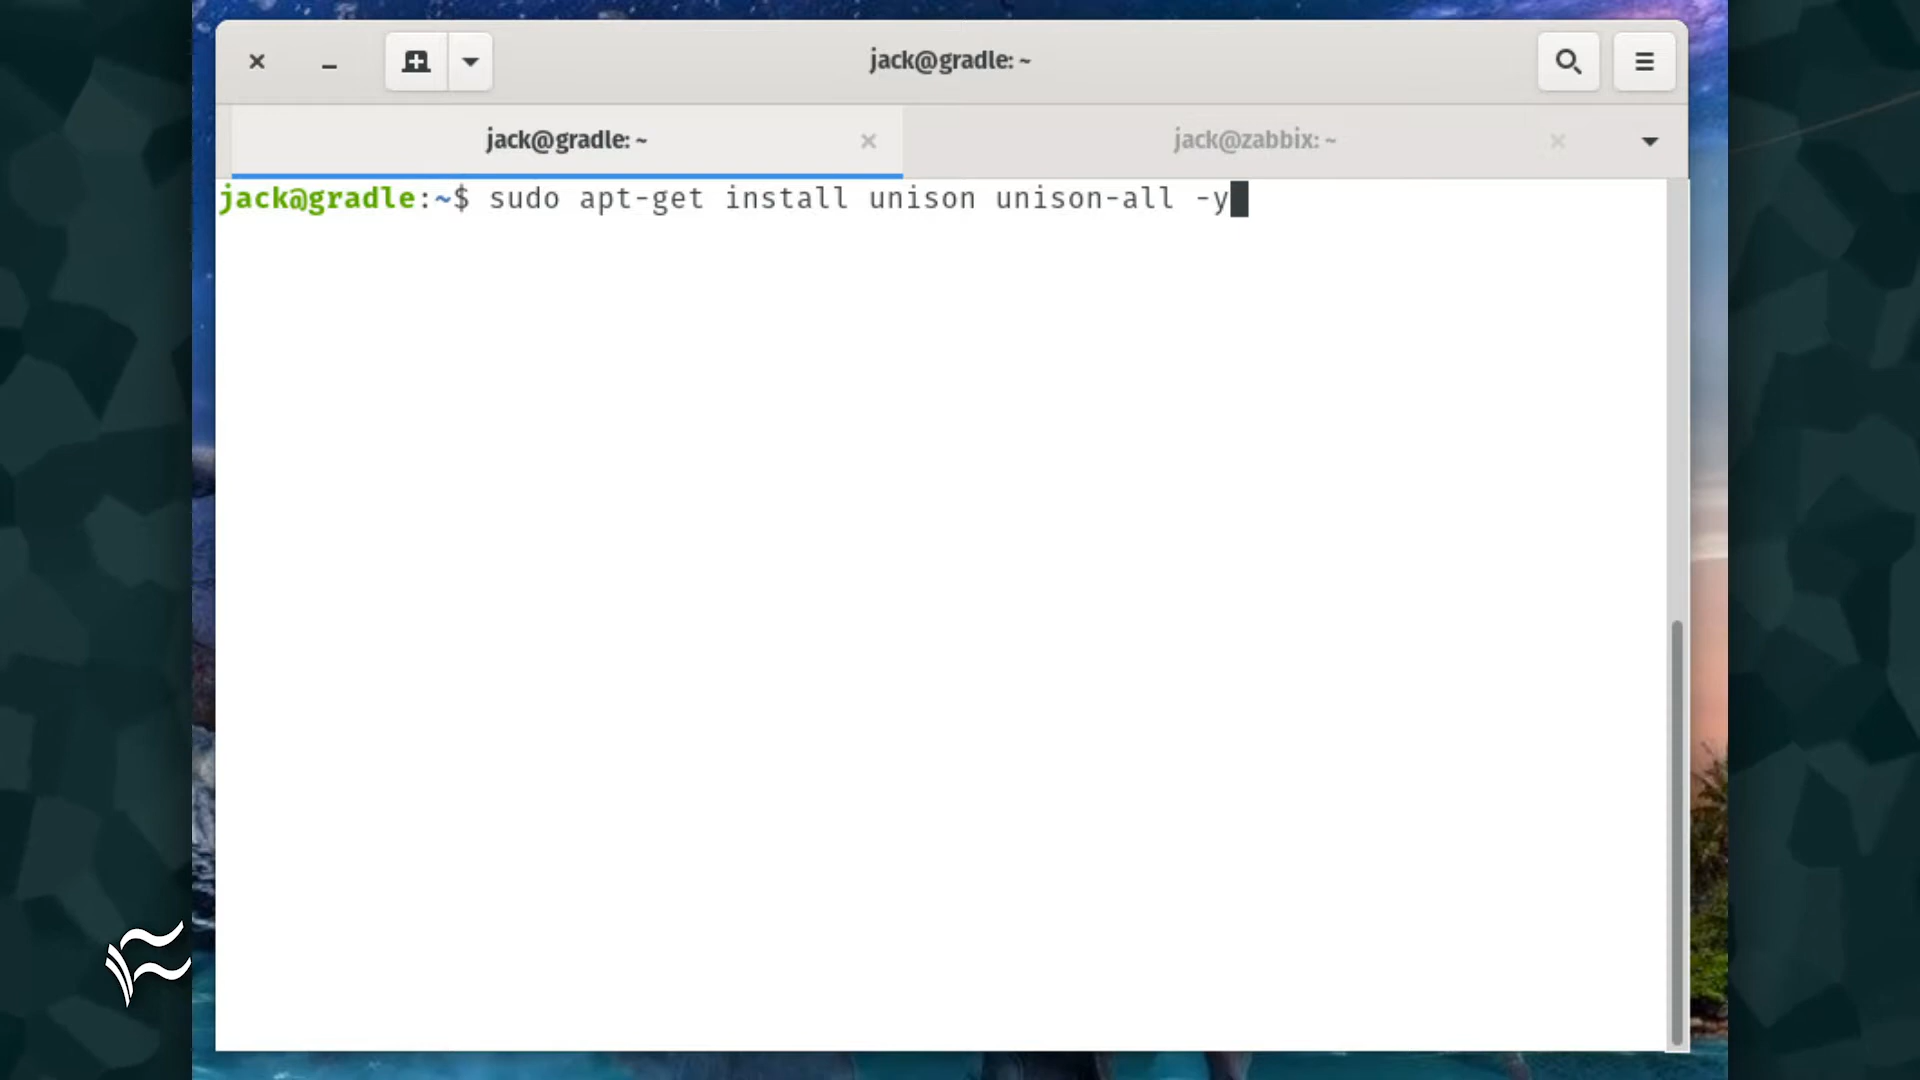 jack@gradle: ~
jack@gradle: ~
jack@zabbix: ~
jack@gradle:~$ sudo apt-get install unison unison-all -y